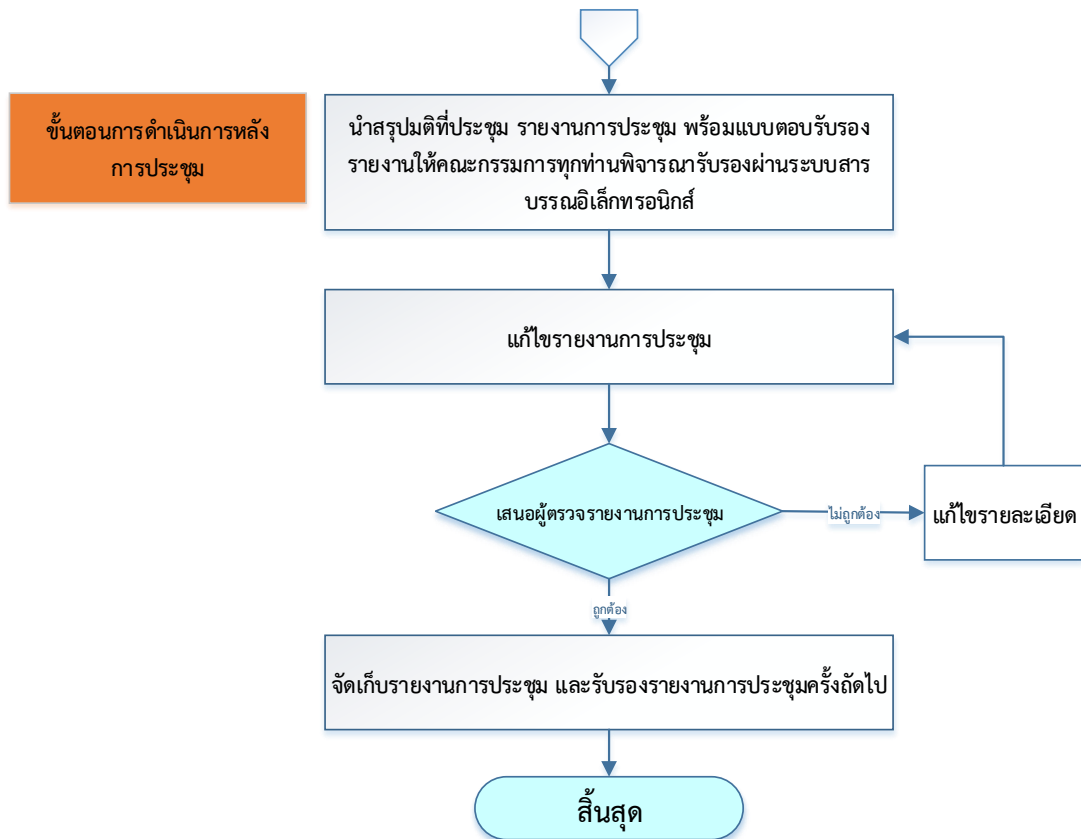 ขั้นตอนการดำเนินการหลัง
การประชุม
นำสรุปมติที่ประชุม รายงานการประชุม พร้อมแบบตอบรับรอง
รายงานให้คณะกรรมการทุกท่านพิจารณารับรองผ่านระบบสาร
บรรณอิเล็กทรอนิกส์
แก้ไขรายงานการประชุม
เสนอผู้ตรวจรายงานการประชุม
ไม่ถูกต้อง
แก้ไขรายละเอียด
ถูกต้อง
จัดเก็บรายงานการประชุม และรับรองรายงานการประชุมครั้งถัดไป
สิ้นสุด